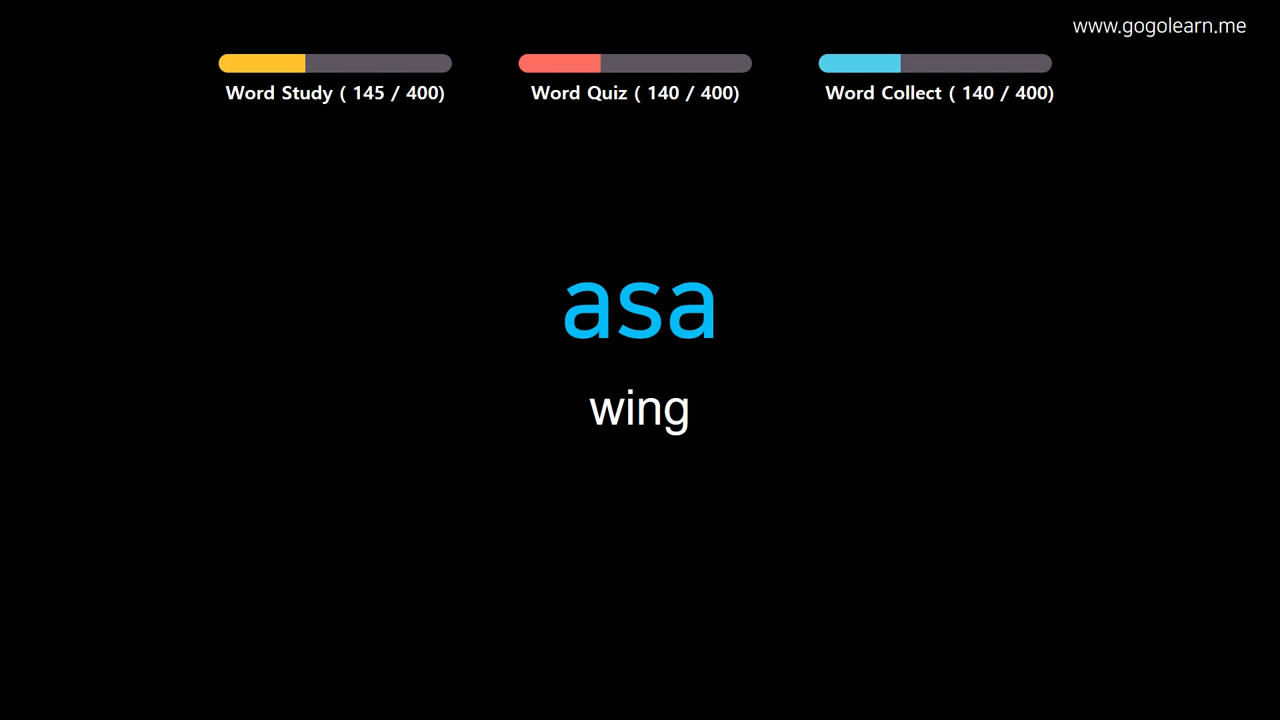 www.gogolearn.me
Word Study ( 145 / 400)
Word Quiz ( 140 / 400)
Word Collect ( 140 / 400)
asa
wing